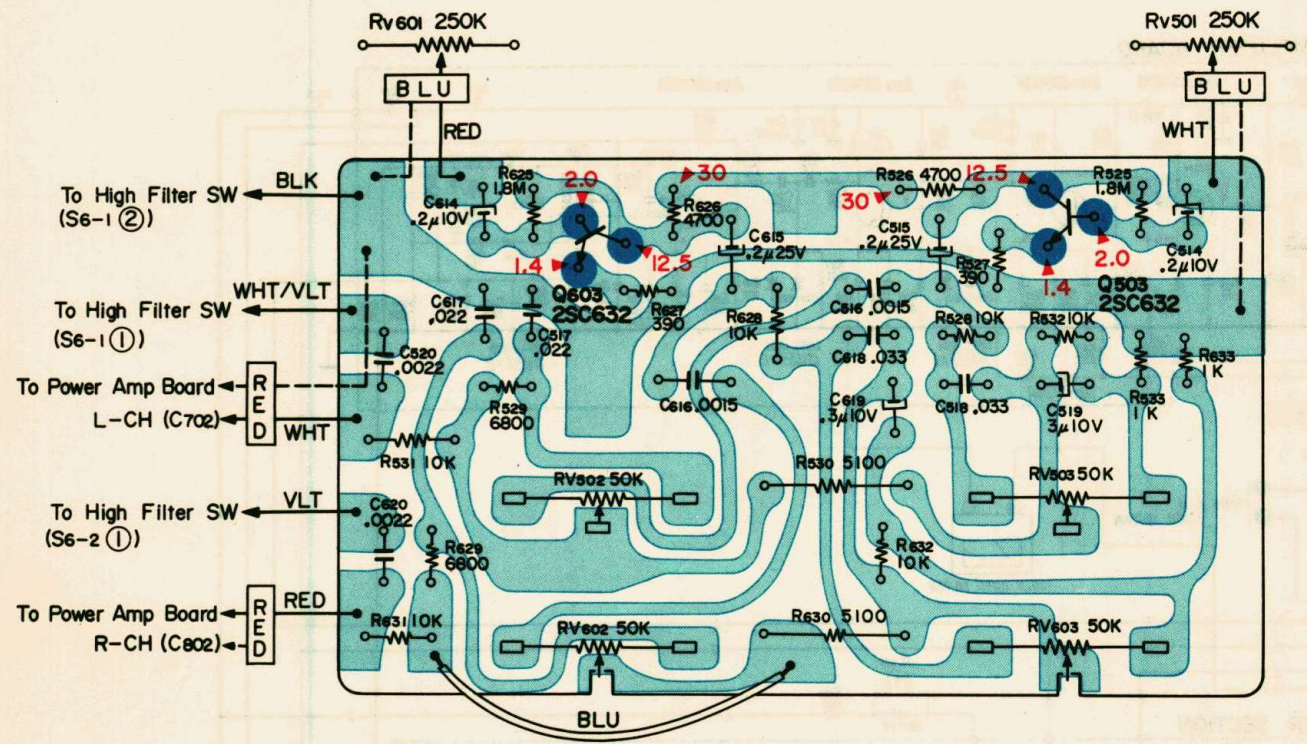 RV601 250K
RV501 250K
BLU
BLU
RED
WHT
To High Filter SW
(S6-1 ②)
BLK
R625
1.8M
2.0
30
R526 4700
12.5
R525
1.8M
C614
.2μ10V
R626
4700
C615
.2μ25V
30
C515
.2μ25V
R527
390
C514
.2μ10V
1.4
12.5
1.4
2.0
Q603
2SC632
Q503
2SC632
WHT/VLT
To High Filter SW
(S6-1 ①)
C617
.022
C517
.022
R627
390
R628
10K
C516 .0015
R528 10K
R532 10K
C520
.0022
C618 .033
R633
1K
R533
1K
To Power Amp Board
L-CH (C702)
RED
WHT
R529
6800
C616 .0015
C619
.3μ10V
C518 .033
C519
3μ10V
R531 10K
RV502 50K
R530 5100
RV503 50K
To High Filter SW
(S6-2 ①)
VLT
C620
.0022
R629
6800
R632
10K
To Power Amp Board
R-CH (C802)
RED
RED
R631 10K
RV602 50K
R630 5100
RV603 50K
BLU